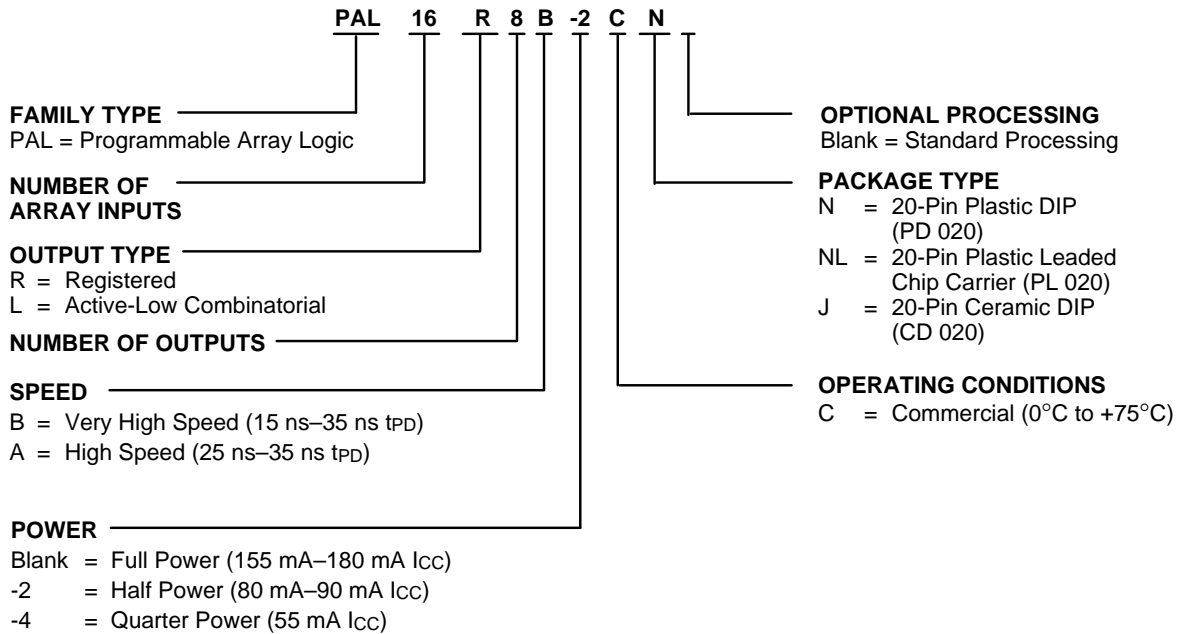 PAL 16 R 8 B -2 C N
FAMILY TYPE
PAL = Programmable Array Logic
NUMBER OF
ARRAY INPUTS
OUTPUT TYPE
R = Registered
L = Active-Low Combinatorial
NUMBER OF OUTPUTS
SPEED
B = Very High Speed (15 ns–35 ns tPD)
A = High Speed (25 ns–35 ns tPD)
POWER
Blank = Full Power (155 mA–180 mA ICC)
-2 = Half Power (80 mA–90 mA ICC)
-4 = Quarter Power (55 mA ICC)
OPTIONAL PROCESSING
Blank = Standard Processing
PACKAGE TYPE
N = 20-Pin Plastic DIP
(PD 020)
NL = 20-Pin Plastic Leaded
Chip Carrier (PL 020)
J = 20-Pin Ceramic DIP
(CD 020)
OPERATING CONDITIONS
C = Commercial (0°C to +75°C)